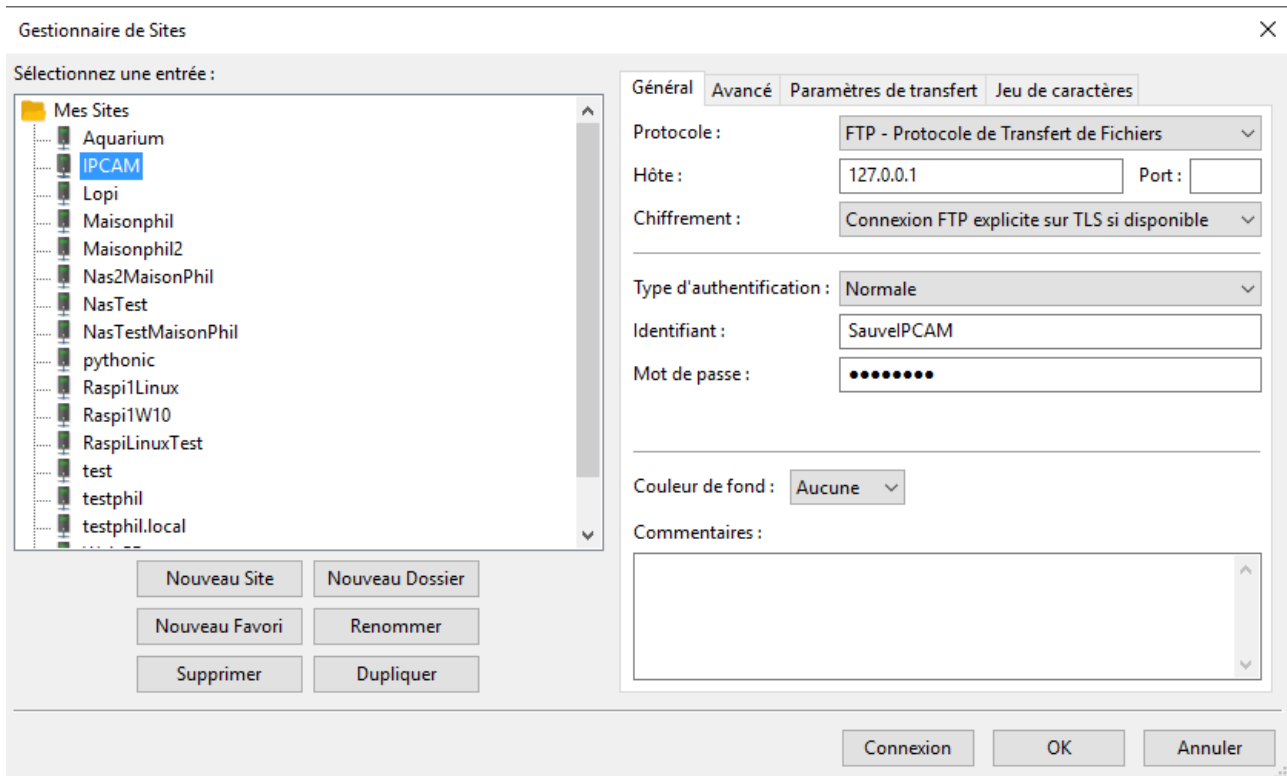 Gestionnaire de Sites
Sélectionnez une entrée :
Mes Sites
Aquarium
IPCAM
Lopi
Maisonphil
Maisonphil2
Nas2MaisonPhil
NasTest
NasTestMaisonPhil
pythonic
Raspi1Linux
Raspi1W10
RaspiLinuxTest
test
testphil
testphil.local
Nouveau Site Nouveau Dossier
Nouveau Favori Renommer
Supprimer Dupliquer
Général Avancé Paramètres de transfert Jeu de caractères
Protocole : FTP - Protocole de Transfert de Fichiers
Hôte : 127.0.0.1 Port :
Chiffrement : Connexion FTP explicite sur TLS si disponible
Type d'authentification : Normale
Identifiant : SauveIPCAM
Mot de passe : ●●●●●●●●
Couleur de fond : Aucune
Commentaires :
Connexion OK Annuler